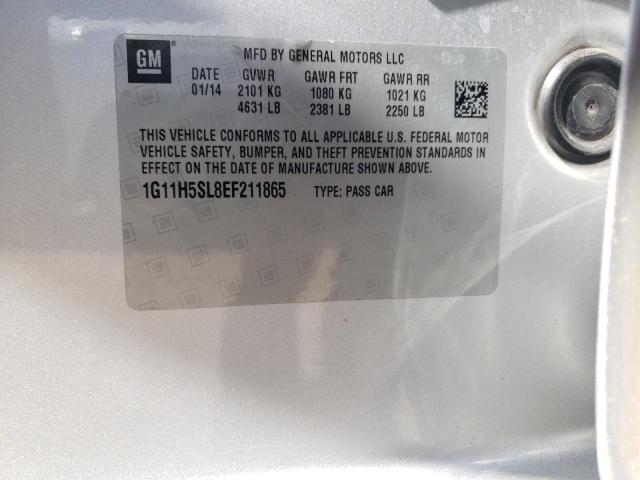 GM
MFD BY GENERAL MOTORS LLC
DATE GVWR GAWR FRT GAWR RR
01/14 2101 KG 1080 KG 1021 KG
4631 LB 2381 LB 2250 LB
THIS VEHICLE CONFORMS TO ALL APPLICABLE U.S. FEDERAL MOTOR
VEHICLE SAFETY, BUMPER, AND THEFT PREVENTION STANDARDS IN
EFFECT ON THE DATE OF MANUFACTURE SHOWN ABOVE.
1G11H5SL8EF211865 TYPE: PASS CAR